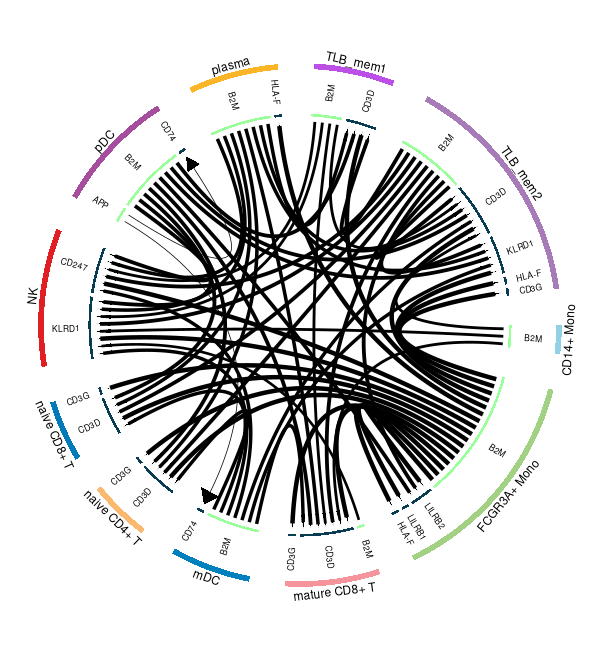 TLB_mem1
B2M
CD3D
TLB_mem2
B2M
CD3D
KLRD1
HLA-F
CD3G
CD14+ Mono
B2M
FCGR3A+ Mono
B2M
LILRB2
LILRB1
HLA-F
mature CD8+ T
B2M
CD3D
CD3G
mDC
B2M
CD74
naive CD4+ T
CD3D
CD3G
naive CD8+ T
CD3D
CD3G
NK
KLRD1
CD247
pDC
APP
B2M
CD74
plasma
B2M
HLA-F